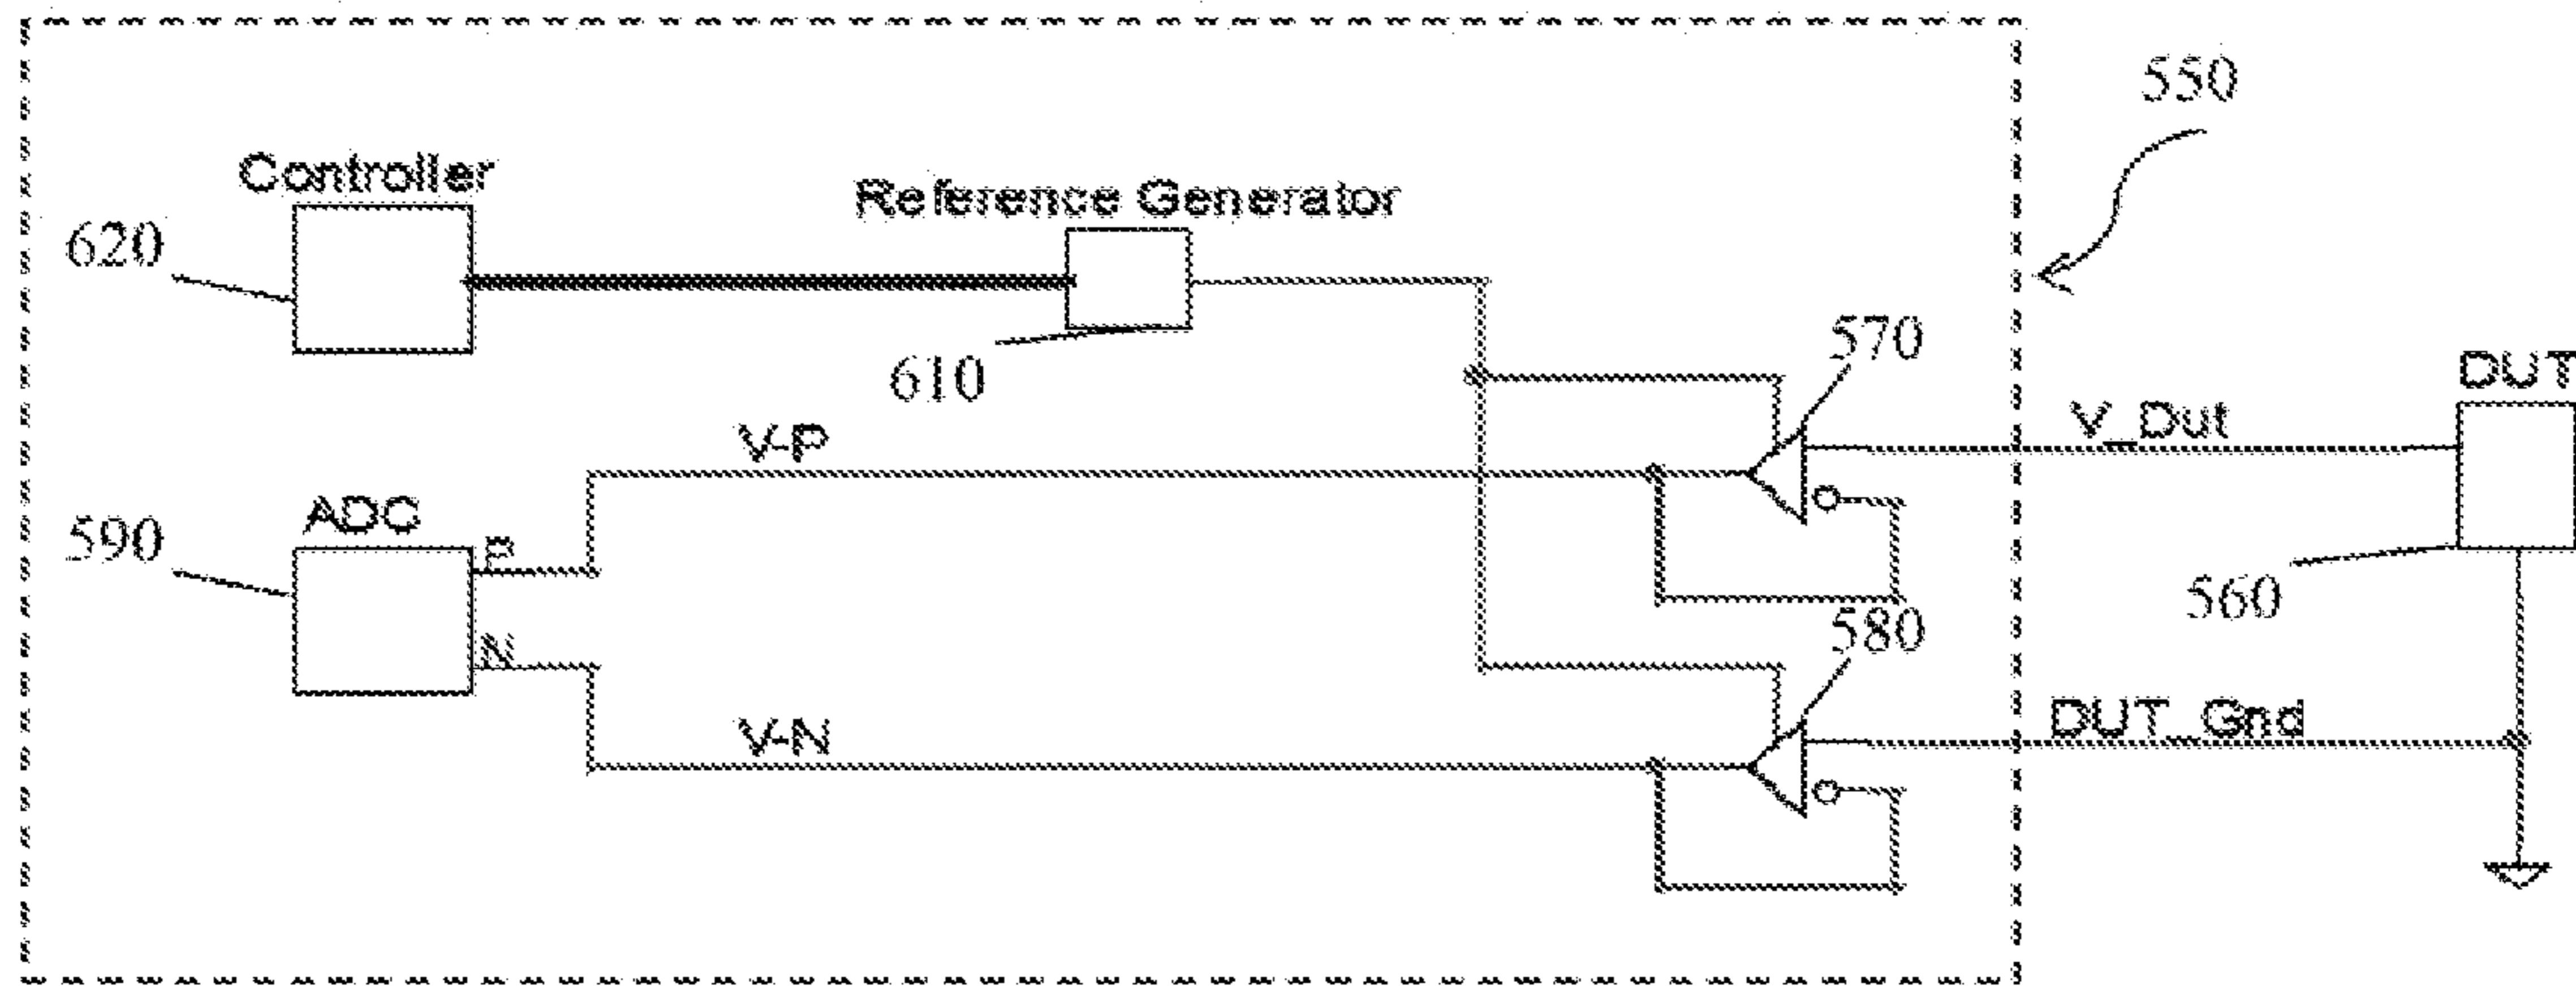 550
Controller
620
Reference Generator
610
570
DUT
V_Dut
V-P
ADC
590
P
N
560
580
V-N
DUT_Gnd